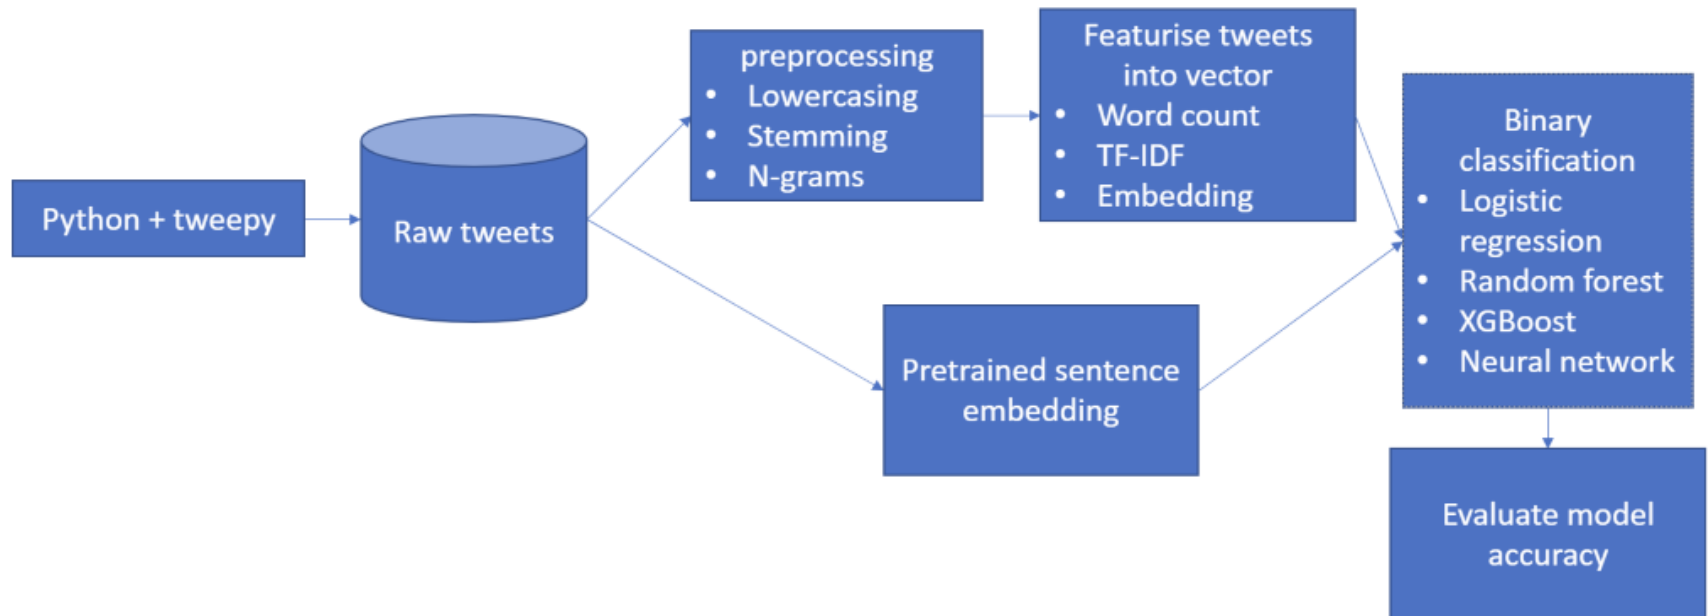 Python + tweepy
Raw tweets
preprocessing
• Lowercasing
• Stemming
• N-grams
Featurise tweets
into vector
• Word count
• TF-IDF
• Embedding
Pretrained sentence
embedding
Binary
classification
• Logistic
regression
• Random forest
• XGBoost
• Neural network
Evaluate model
accuracy